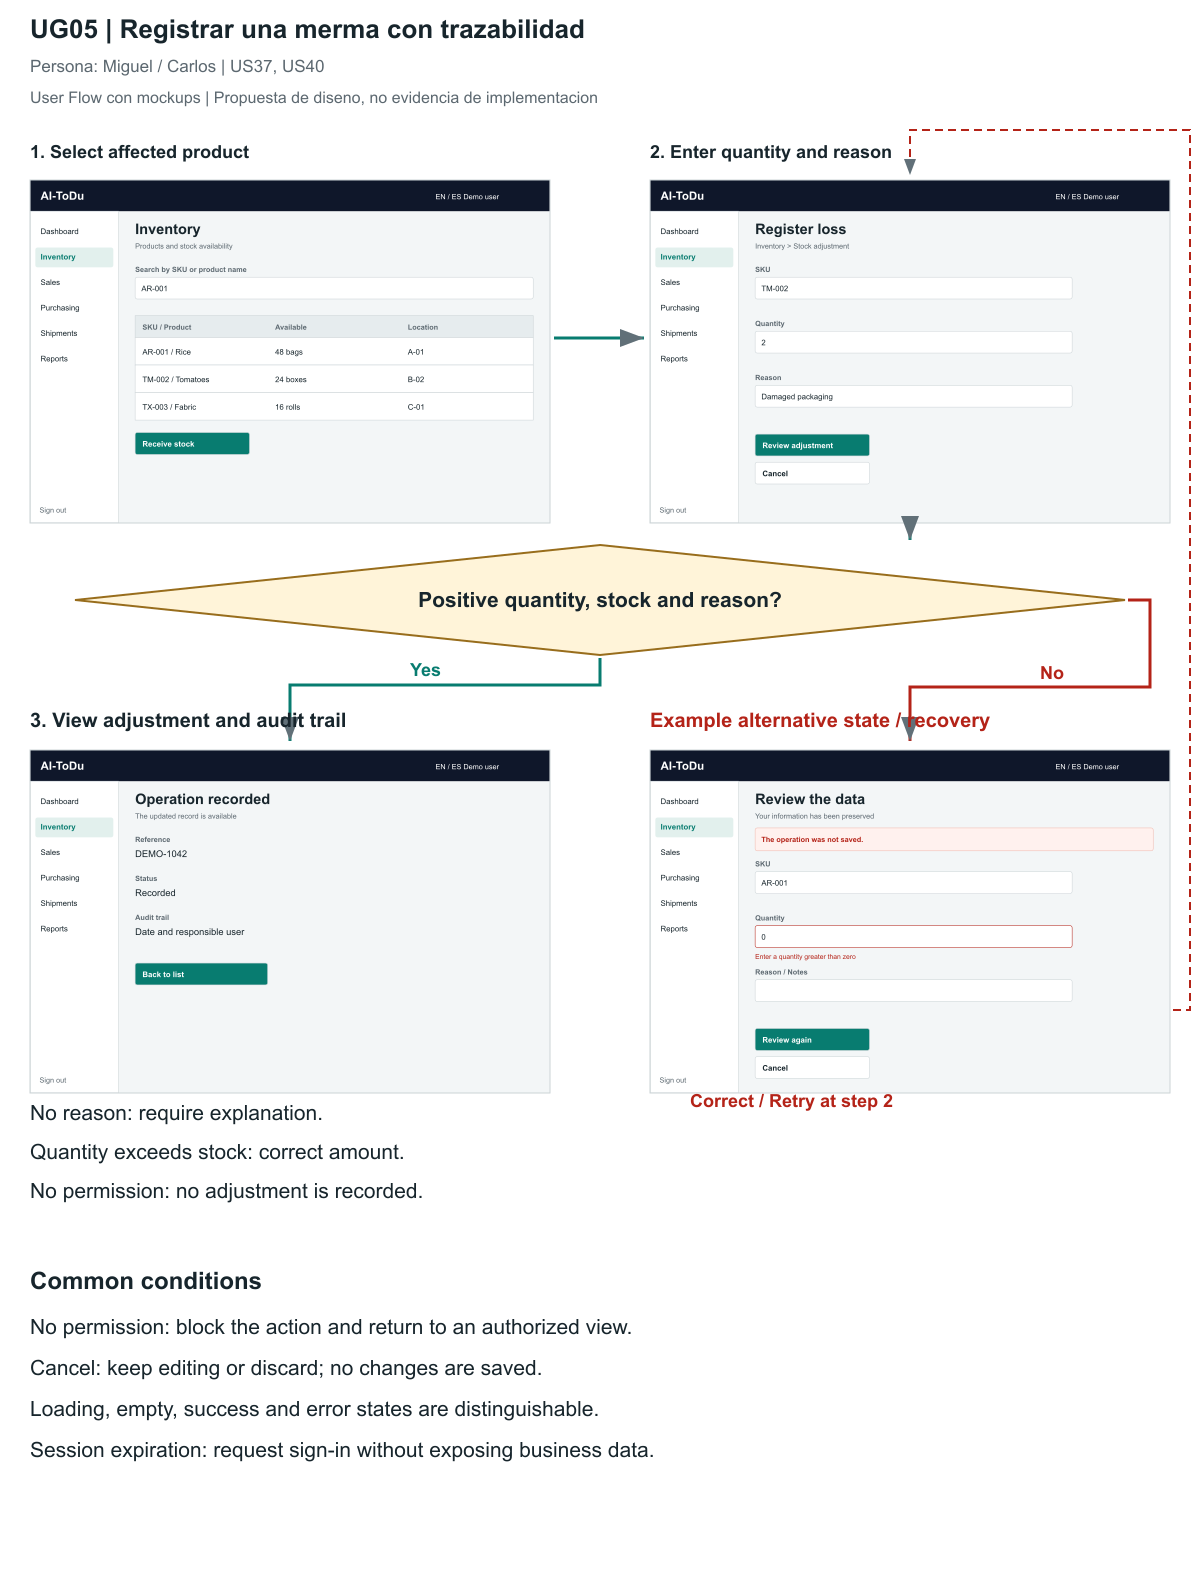 UG05 | Registrar una merma con trazabilidad
Persona: Miguel / Carlos | US37, US40
User Flow con mockups | Propuesta de diseno, no evidencia de implementacion
1. Select affected product
AI-ToDu
EN / ES Demo user
Dashboard
Inventory
Sales
Purchasing
Shipments
Reports
Sign out
Inventory
Products and stock availability
Search by SKU or product name
AR-001
SKU / Product Available Location
AR-001 / Rice 48 bags A-01
TM-002 / Tomatoes 24 boxes B-02
TX-003 / Fabric 16 rolls C-01
Receive stock
2. Enter quantity and reason
AI-ToDu
EN / ES Demo user
Dashboard
Inventory
Sales
Purchasing
Shipments
Reports
Sign out
Register loss
Inventory > Stock adjustment
SKU
TM-002
Quantity
2
Reason
Damaged packaging
Review adjustment
Cancel
Positive quantity, stock and reason?
Yes
No
3. View adjustment and audit trail
AI-ToDu
EN / ES Demo user
Dashboard
Inventory
Sales
Purchasing
Shipments
Reports
Sign out
Operation recorded
The updated record is available
Reference
DEMO-1042
Status
Recorded
Audit trail
Date and responsible user
Back to list
Example alternative state / recovery
AI-ToDu
EN / ES Demo user
Dashboard
Inventory
Sales
Purchasing
Shipments
Reports
Sign out
Review the data
Your information has been preserved
The operation was not saved.
SKU
AR-001
Quantity
0
Enter a quantity greater than zero
Reason / Notes
Review again
Cancel
Correct / Retry at step 2
No reason: require explanation.
Quantity exceeds stock: correct amount.
No permission: no adjustment is recorded.
Common conditions
No permission: block the action and return to an authorized view.
Cancel: keep editing or discard; no changes are saved.
Loading, empty, success and error states are distinguishable.
Session expiration: request sign-in without exposing business data.